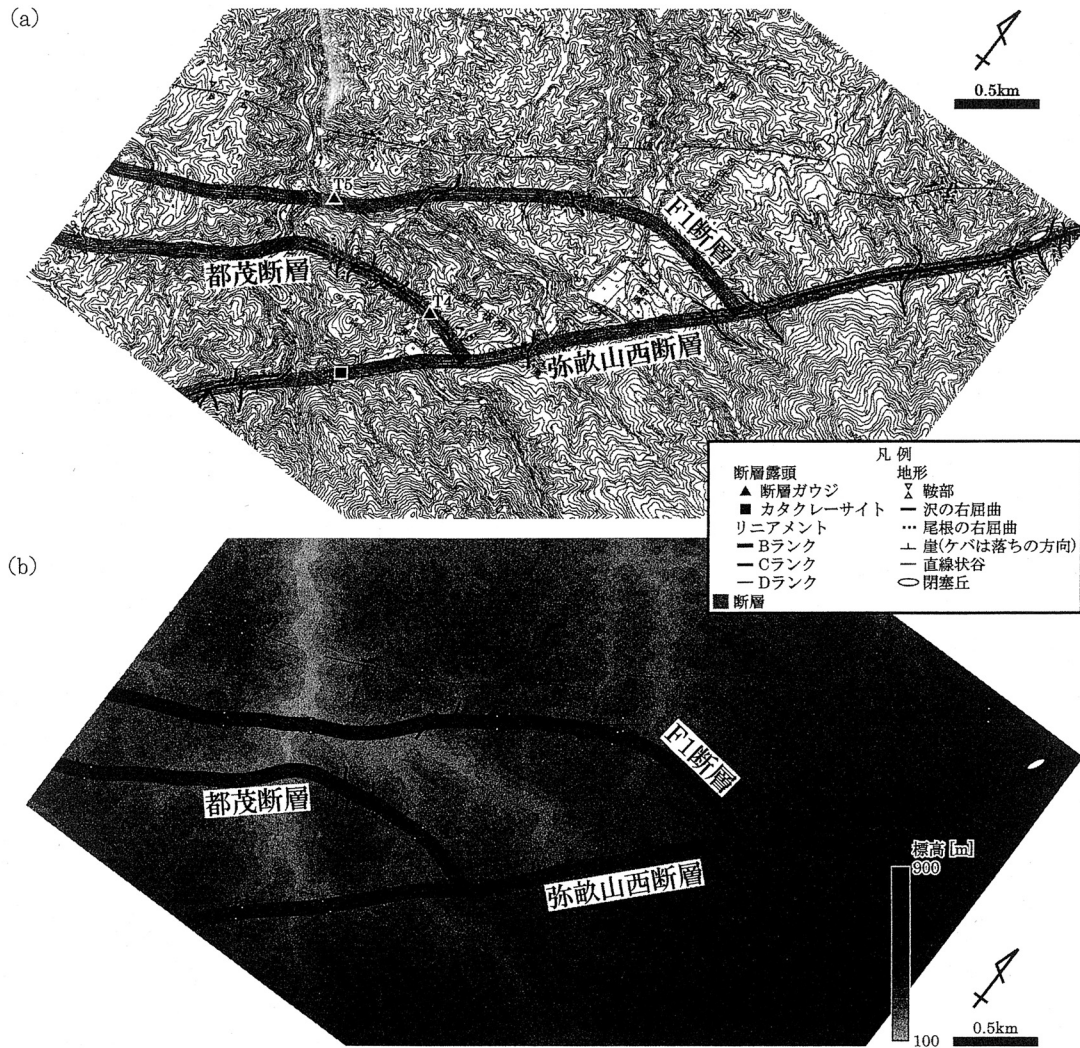 (a)
0.5km
T5
F1断層
都茂断層
T4
弥畝山西断層
凡例
断層露頭
地形
▲ 断層ガウジ
鞍部
■ カタクレーサイト
沢の右屈曲
リニアメント
尾根の右屈曲
Bランク
崖(ケバは落ちの方向)
Cランク
直線状谷
Dランク
閉塞丘
断層
(b)
F1断層
都茂断層
弥畝山西断層
標高 [m]
900
100
0.5km